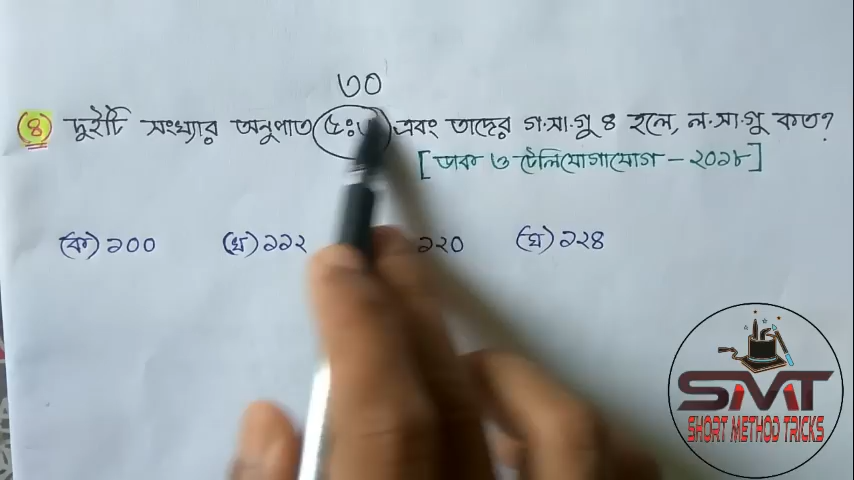 ৩০
(৪) দুইটি সংখ্যার অনুপাত ৫ঃ এবং তাদের গ.সা.গু ৪ হলে, ল.সা.গু কত?
[ডাক ও টেলিযোগাযোগ – ২০১৮]
(ক) ১০০ (খ) ১১২ ১২০ (ঘ) ১২৪
SMT
SHORT METHOD TRICKS